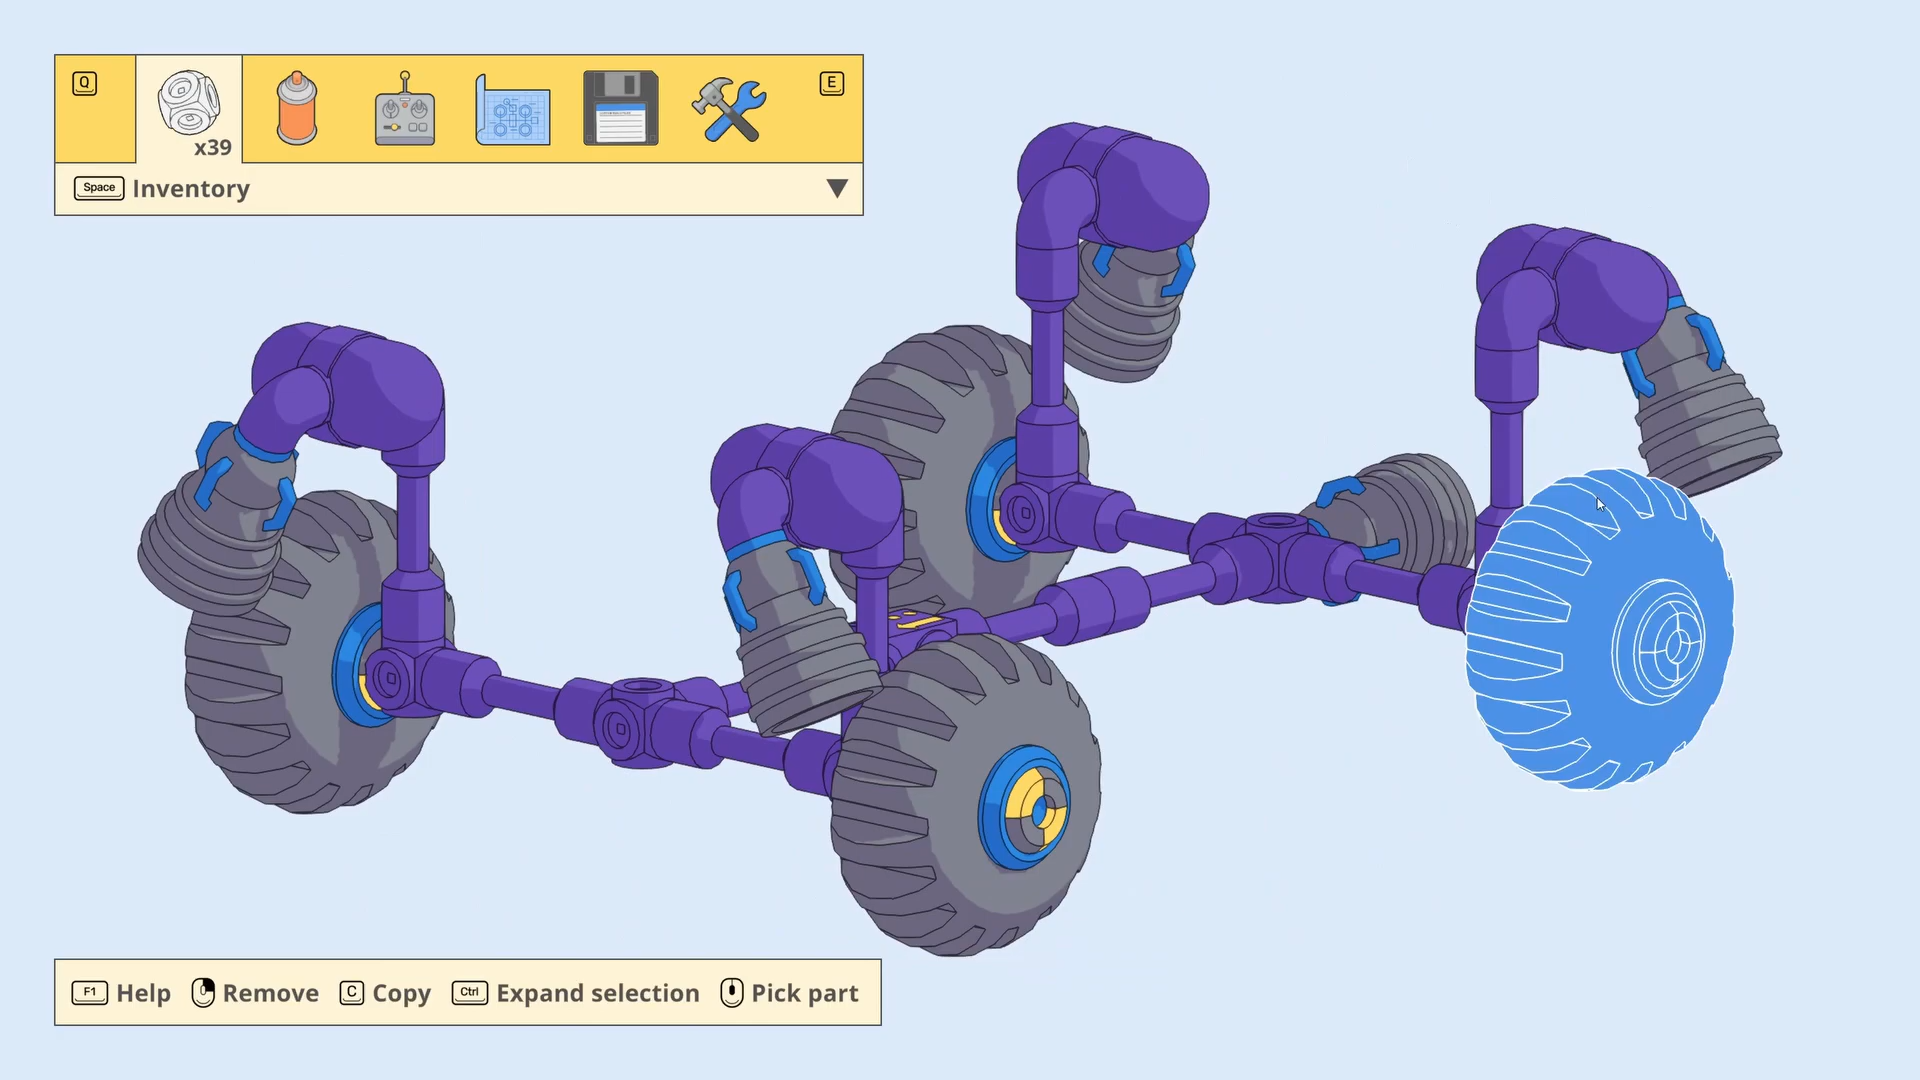 Q
x39
E
Space Inventory
F1 Help Remove C Copy Ctrl Expand selection Pick part